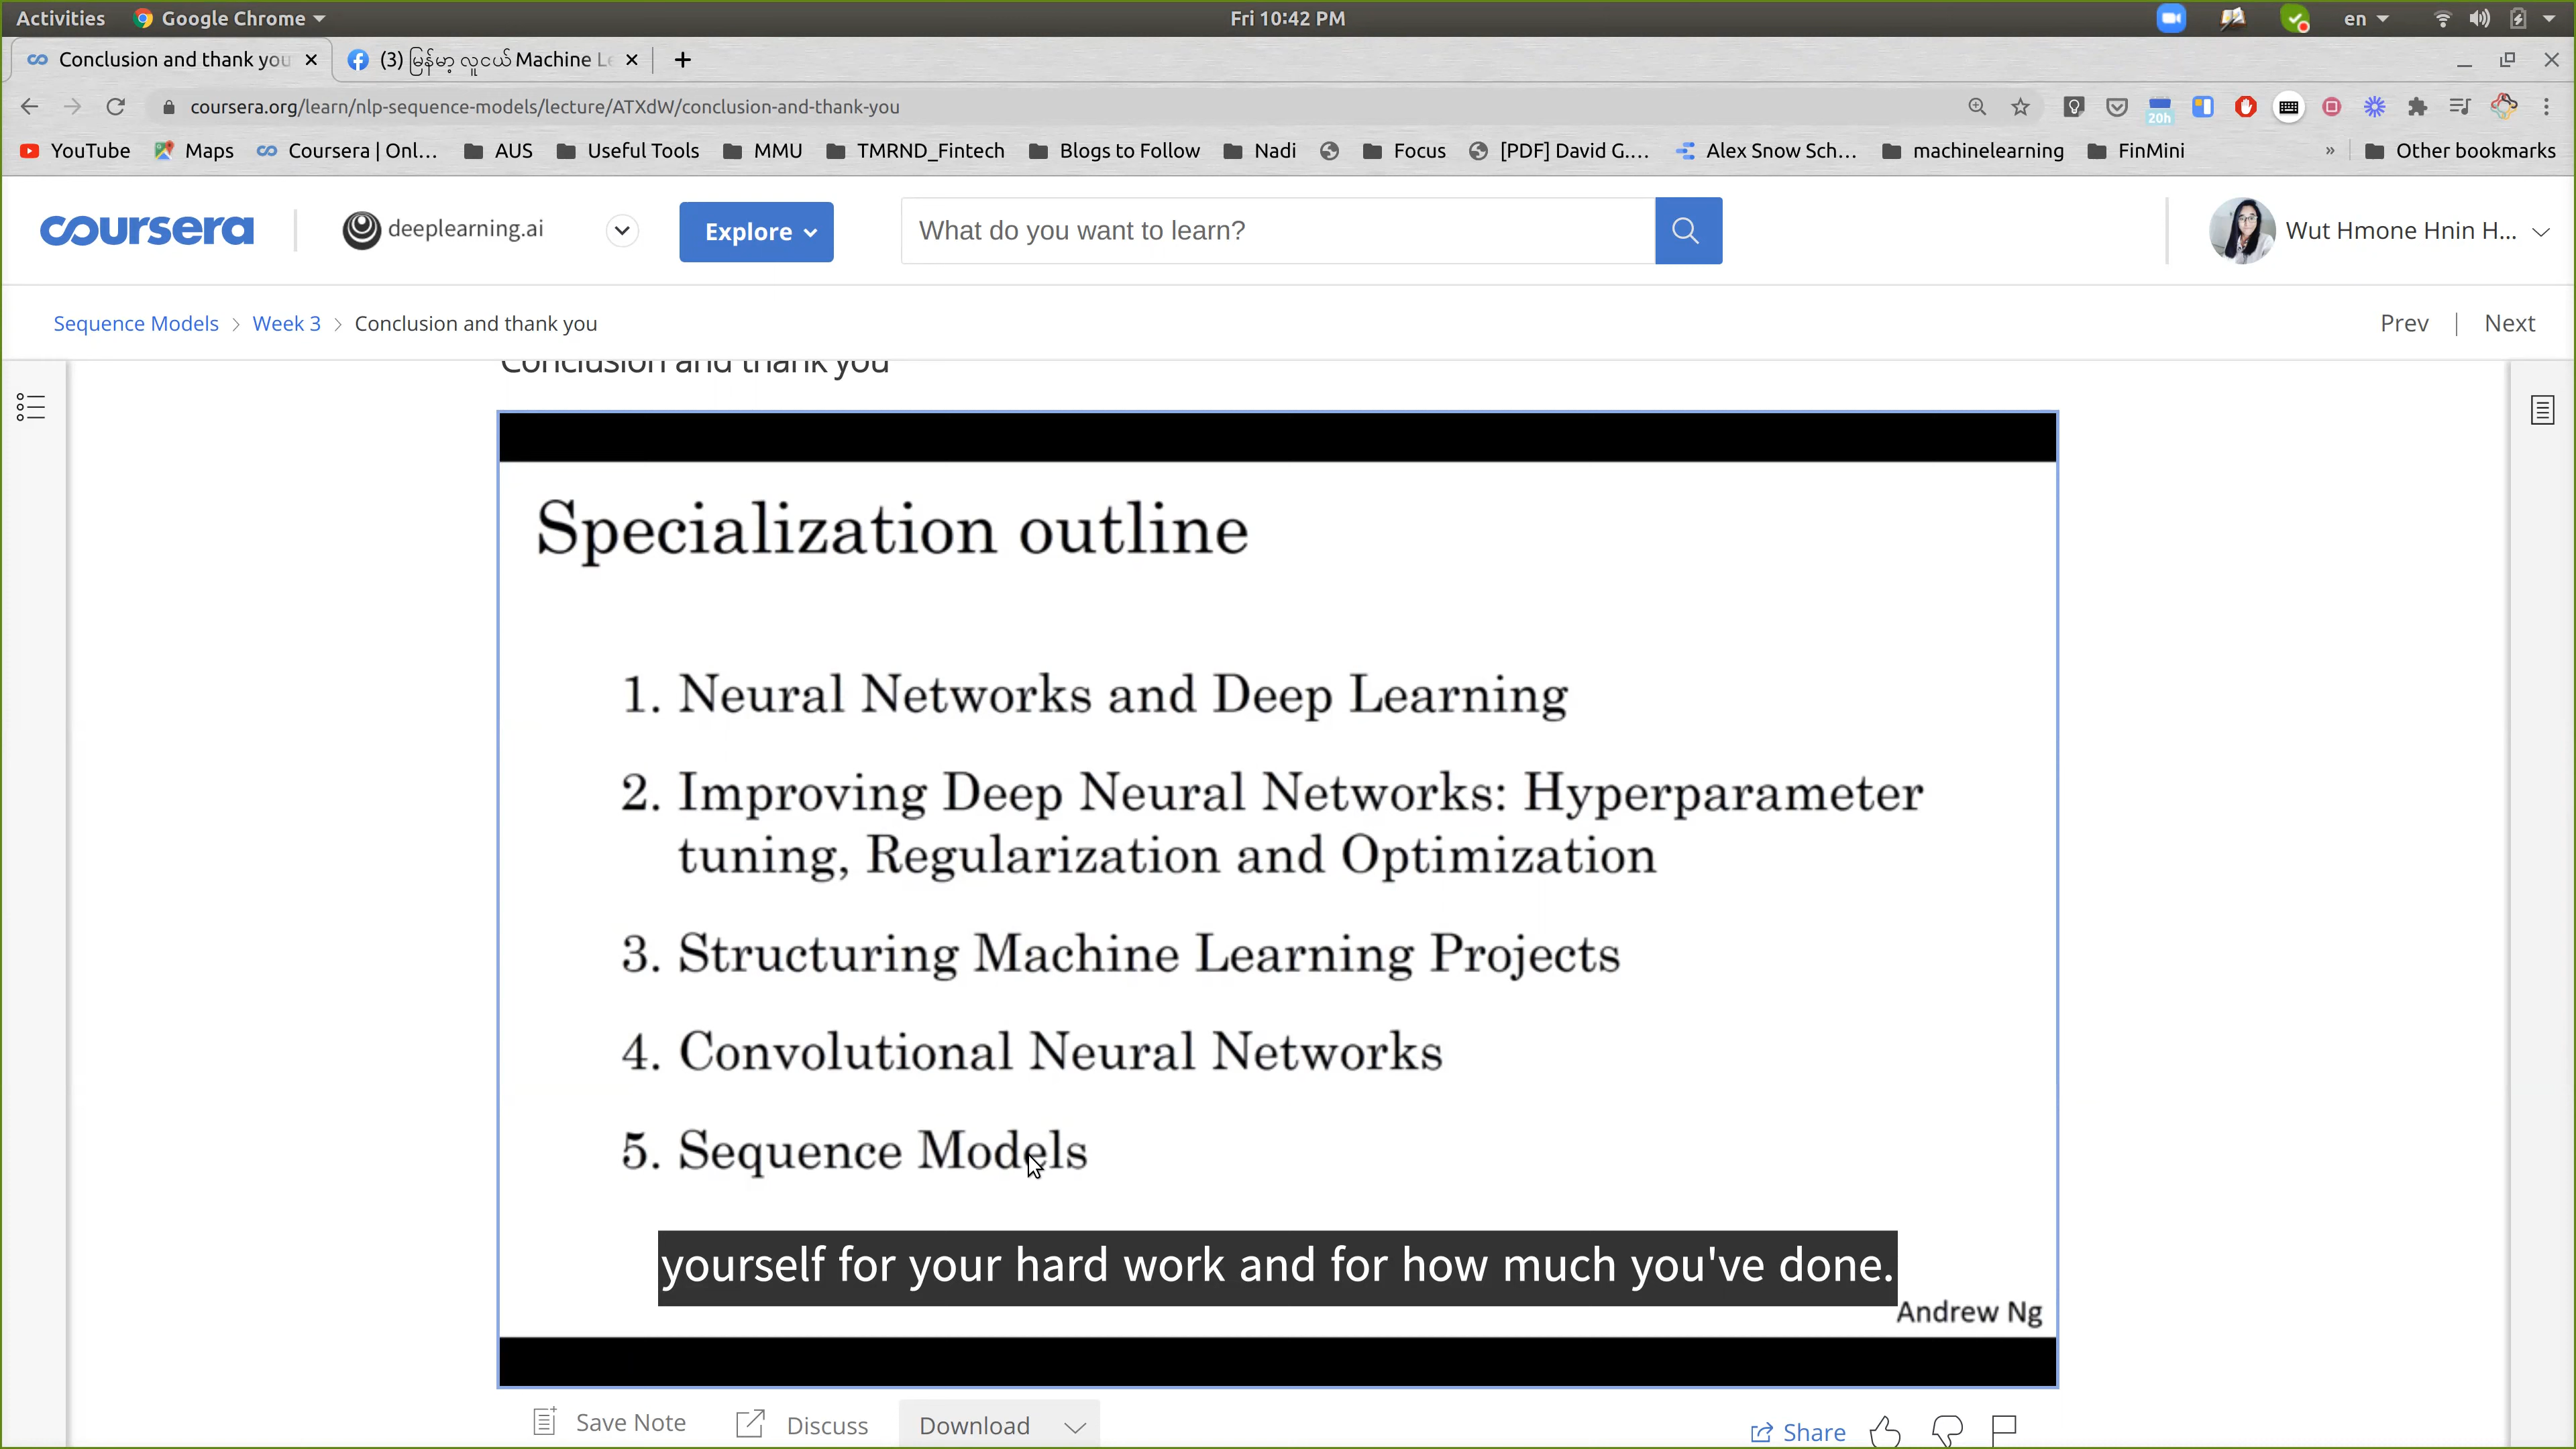 Activities Google Chrome Fri 10:42 PM en
Conclusion and thank you (3) မြန်မာ့ လူငယ် Machine Le
coursera.org/learn/nlp-sequence-models/lecture/ATXdW/conclusion-and-thank-you 20h
YouTube Maps Coursera | Onl... AUS Useful Tools MMU TMRND_Fintech Blogs to Follow Nadi Focus [PDF] David G.... Alex Snow Sch... machinelearning FinMini » Other bookmarks
coursera deeplearning.ai Explore What do you want to learn? Wut Hmone Hnin H...
Sequence Models > Week 3 > Conclusion and thank you Prev | Next
Conclusion and thank you
Specialization outline
1. Neural Networks and Deep Learning
2. Improving Deep Neural Networks: Hyperparameter
tuning, Regularization and Optimization
3. Structuring Machine Learning Projects
4. Convolutional Neural Networks
5. Sequence Models
yourself for your hard work and for how much you've done.
Andrew Ng
Save Note Discuss Download Share